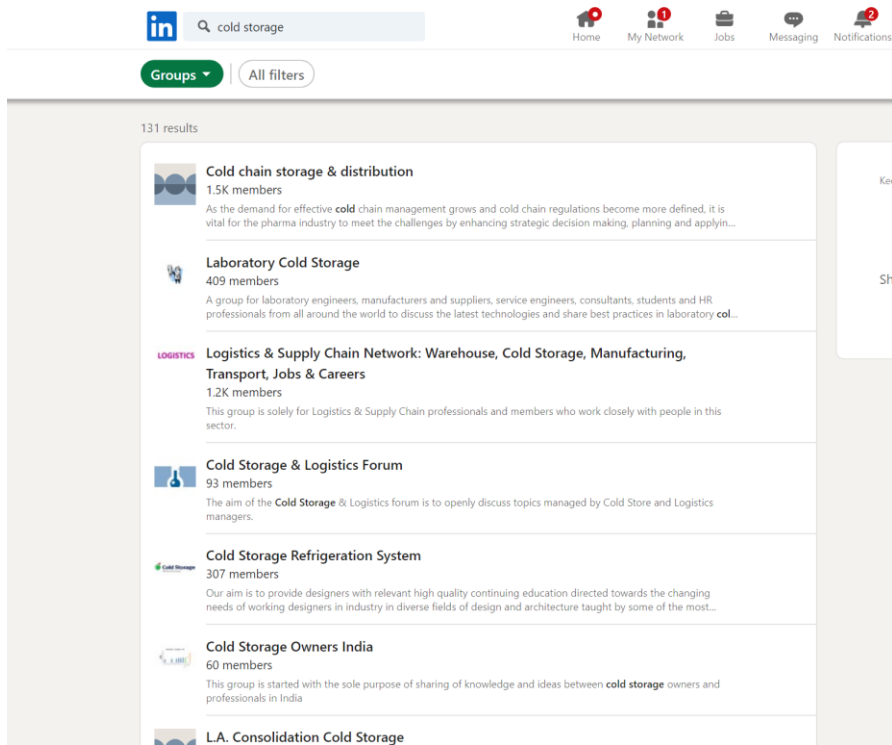 in
cold storage
Home
1
My Network
Jobs
Messaging
2
Notifications
Groups
All filters
131 results
Cold chain storage & distribution
1.5K members
As the demand for effective cold chain management grows and cold chain regulations become more defined, it is
vital for the pharma industry to meet the challenges by enhancing strategic decision making, planning and applyin...
Laboratory Cold Storage
409 members
A group for laboratory engineers, manufacturers and suppliers, service engineers, consultants, students and HR
professionals from all around the world to discuss the latest technologies and share best practices in laboratory col...
LOGISTICS
Logistics & Supply Chain Network: Warehouse, Cold Storage, Manufacturing,
Transport, Jobs & Careers
1.2K members
This group is solely for Logistics & Supply Chain professionals and members who work closely with people in this
sector.
Cold Storage & Logistics Forum
93 members
The aim of the Cold Storage & Logistics forum is to openly discuss topics managed by Cold Store and Logistics
managers.
Cold Storage
Cold Storage Refrigeration System
307 members
Our aim is to provide designers with relevant high quality continuing education directed towards the changing
needs of working designers in industry in diverse fields of design and architecture taught by some of the most...
Cold Storage Owners India
60 members
This group is started with the sole purpose of sharing of knowledge and ideas between cold storage owners and
professionals in India
L.A. Consolidation Cold Storage
Kee
Sh